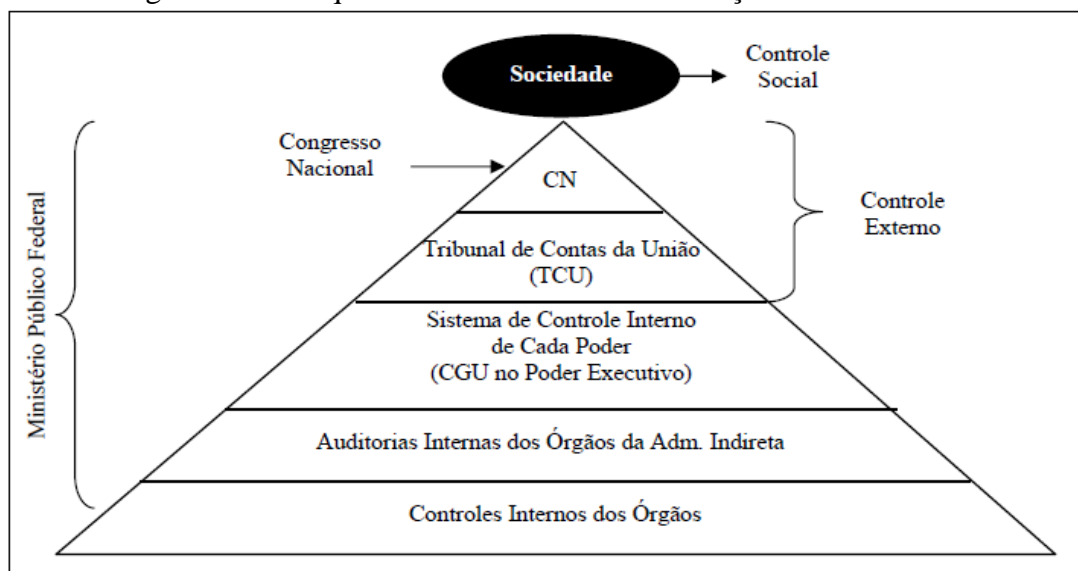 Sociedade
Controle
Social
Congresso
Nacional
CN
Controle
Externo
Tribunal de Contas da União
(TCU)
Sistema de Controle Interno
de Cada Poder
(CGU no Poder Executivo)
Ministério Público Federal
Auditorias Internas dos Órgãos da Adm. Indireta
Controles Internos dos Órgãos